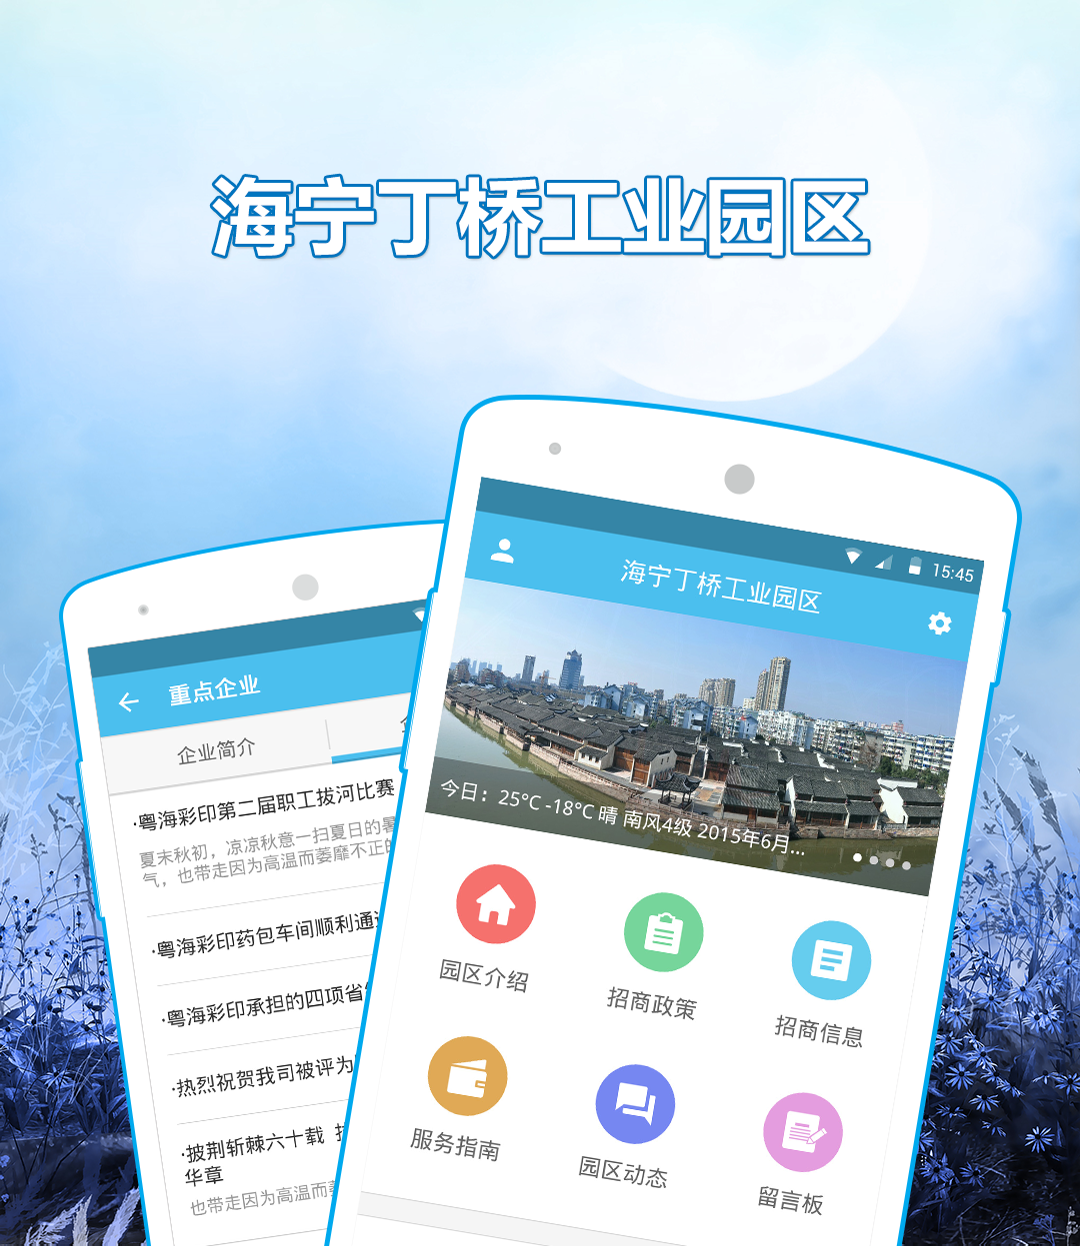 海宁丁桥工业园区
15:45
海宁丁桥工业园区
今日：25°C -18°C 晴 南风4级 2015年6月...
园区介绍
招商政策
招商信息
服务指南
园区动态
留言板
重点企业
企业简介
·粤海彩印第二届职工拔河比赛
夏末秋初，凉凉秋意一扫夏日的暑
气，也带走因为高温而萎靡不正的
·粤海彩印药包车间顺利通过
·粤海彩印承担的四项省
·热烈祝贺我司被评为
·披荆斩棘六十载
华章
也带走因为高温而萎